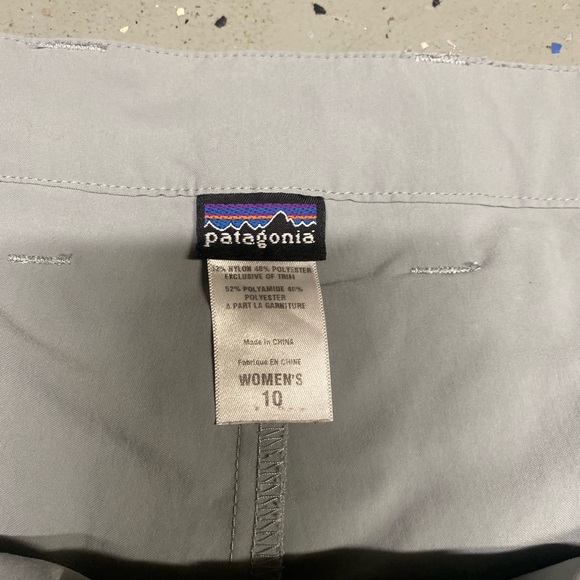 patagonia
52% NYLON 48% POLYESTER
EXCLUSIVE OF TRIM
52% POLYAMIDE 48%
POLYESTER
À PART LA GARNITURE
Made in CHINA
Fabriqué EN CHINE
WOMEN'S
10